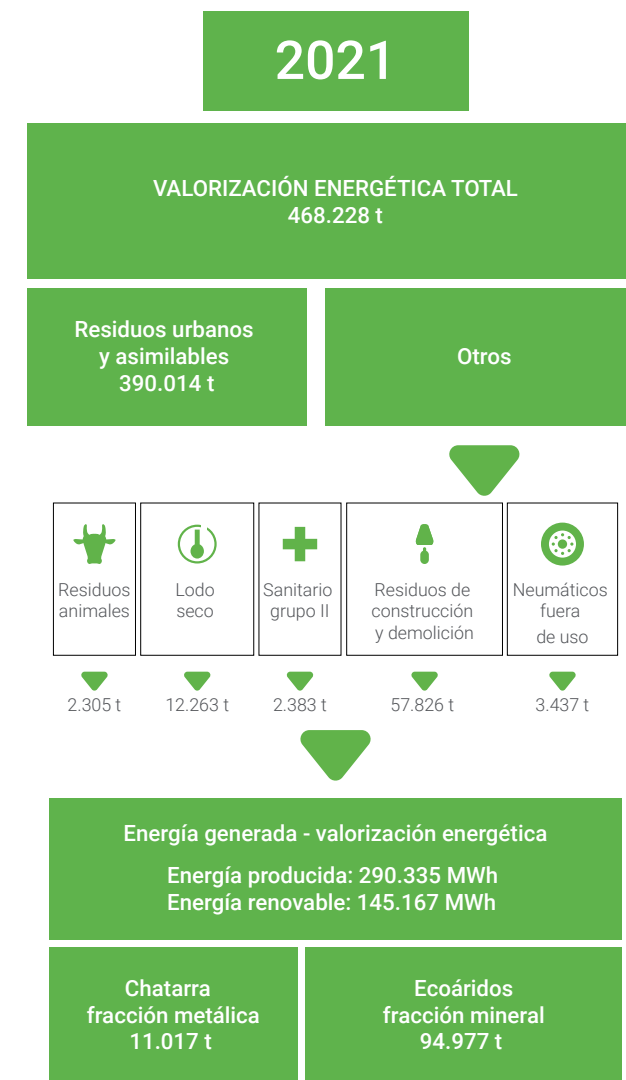 2021
VALORIZACIÓN ENERGÉTICA TOTAL
468.228 t
Residuos urbanos
y asimilables
390.014 t
Otros
Residuos
animales
Lodo
seco
Sanitario
grupo II
Residuos de
construcción
y demolición
Neumáticos
fuera
de uso
2.305 t
12.263 t
2.383 t
57.826 t
3.437 t
Energía generada - valorización energética
Energía producida: 290.335 MWh
Energía renovable: 145.167 MWh
Chatarra
fracción metálica
11.017 t
Ecoáridos
fracción mineral
94.977 t